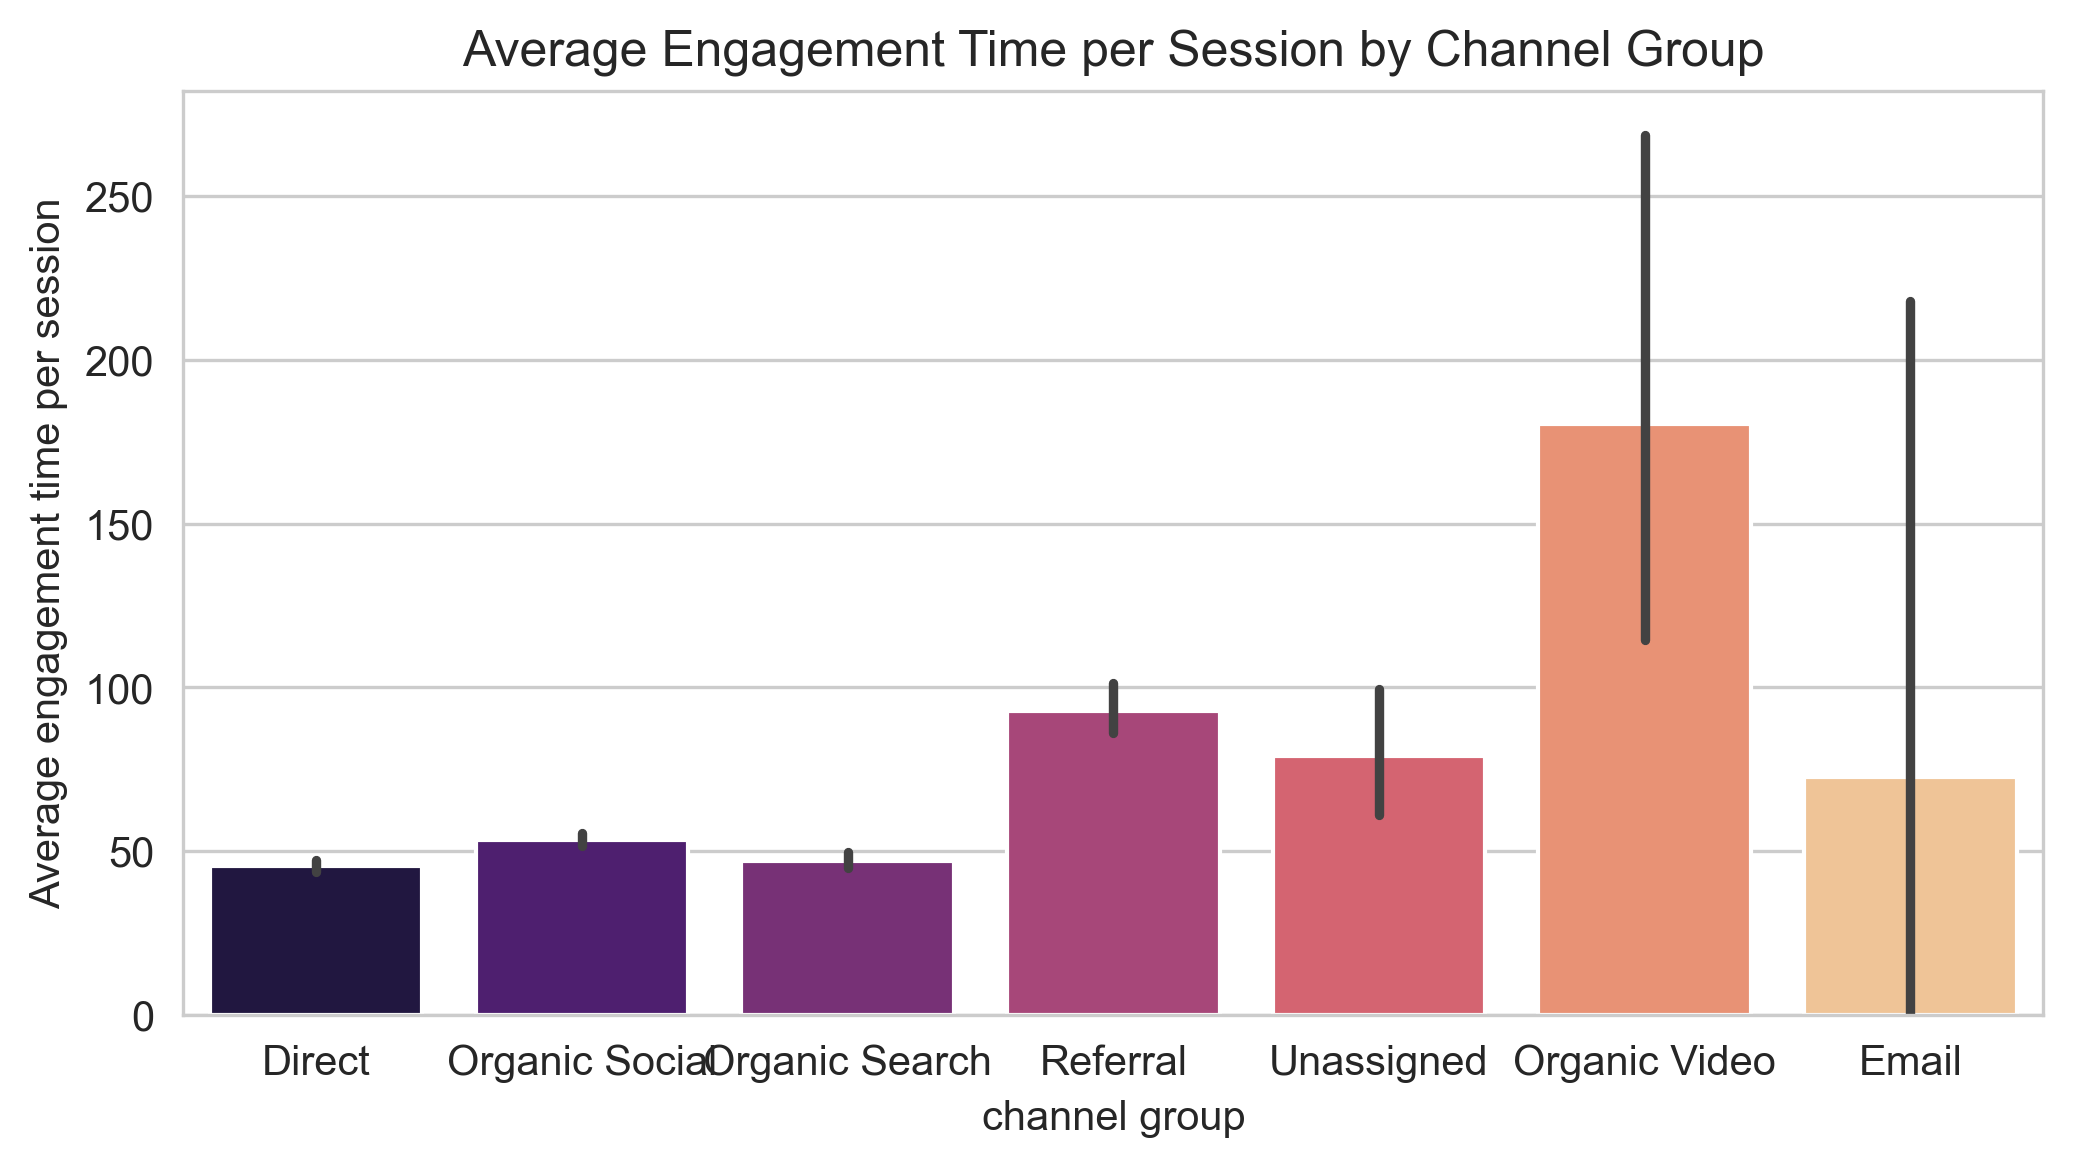 Average Engagement Time per Session by Channel Group
Average engagement time per session
250
200
150
100
50
0
Direct
Organic Social
Organic Search
Referral
Unassigned
Organic Video
Email
channel group